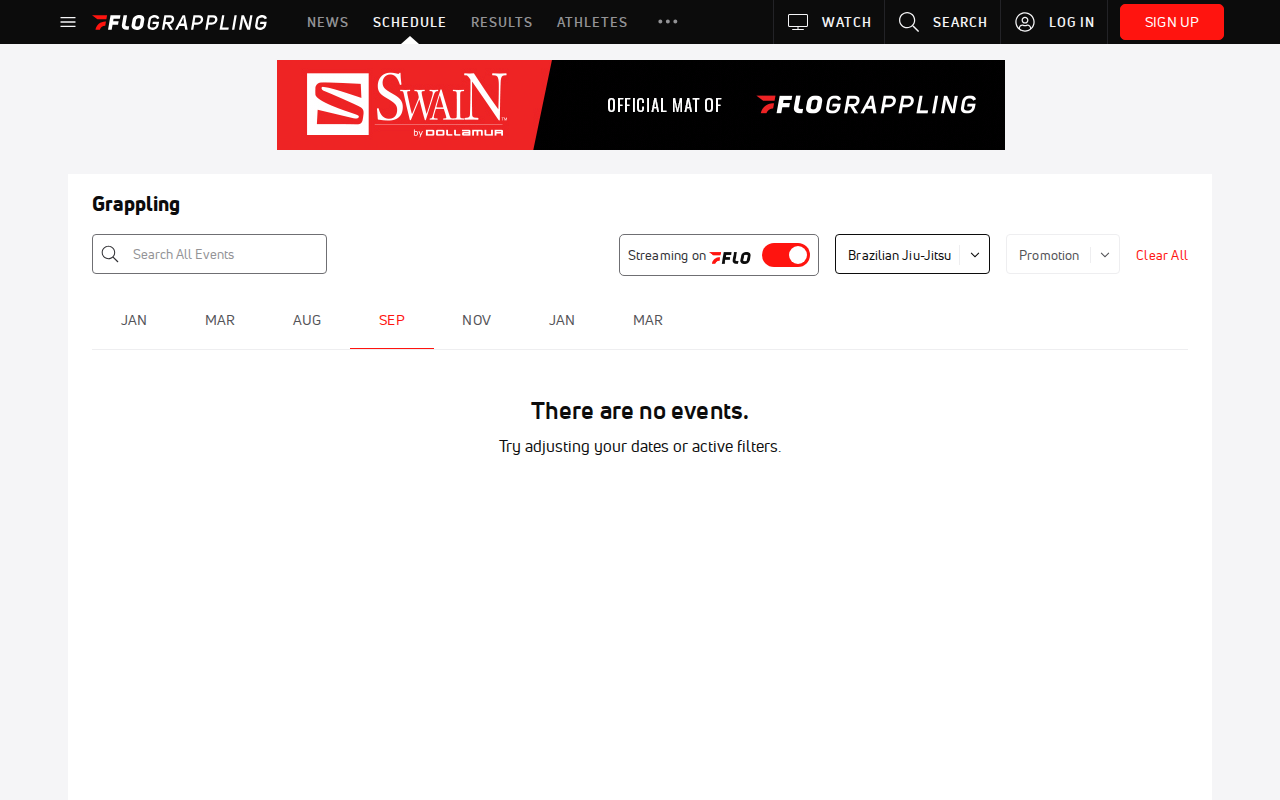 FLOGRAPPLING
NEWS
SCHEDULE
RESULTS
ATHLETES
WATCH
SEARCH
LOG IN
SIGN UP
SWAIN™
by DOLLAMUR
OFFICIAL MAT OF
FLOGRAPPLING
Grappling
Search All Events
Streaming on FLO
Brazilian Jiu-Jitsu
Promotion
Clear All
JAN
MAR
AUG
SEP
NOV
JAN
MAR
There are no events.
Try adjusting your dates or active filters.